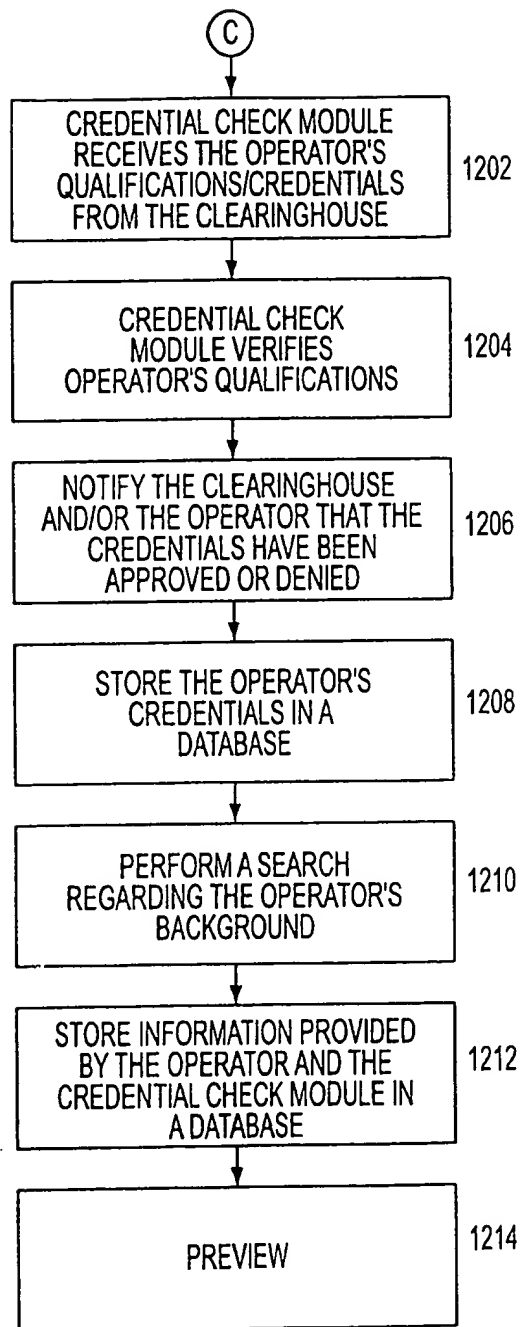 C
CREDENTIAL CHECK MODULE
RECEIVES THE OPERATOR'S
QUALIFICATIONS/CREDENTIALS
FROM THE CLEARINGHOUSE
1202
CREDENTIAL CHECK
MODULE VERIFIES
OPERATOR'S QUALIFICATIONS
1204
NOTIFY THE CLEARINGHOUSE
AND/OR THE OPERATOR THAT THE
CREDENTIALS HAVE BEEN
APPROVED OR DENIED
1206
STORE THE OPERATOR'S
CREDENTIALS IN A
DATABASE
1208
PERFORM A SEARCH
REGARDING THE OPERATOR'S
BACKGROUND
1210
STORE INFORMATION PROVIDED
BY THE OPERATOR AND THE
CREDENTIAL CHECK MODULE IN
A DATABASE
1212
PREVIEW
1214